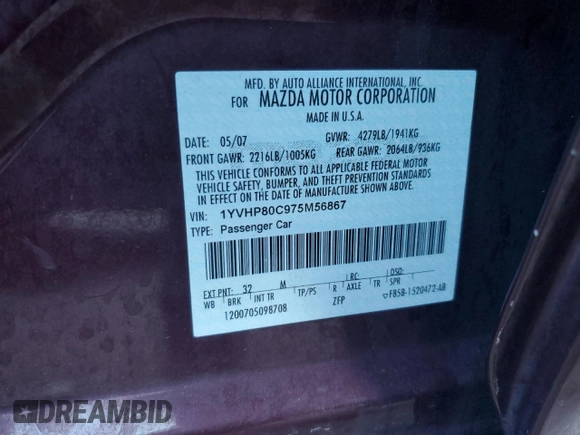 MFD. BY AUTO ALLIANCE INTERNATIONAL, INC.
FOR MAZDA MOTOR CORPORATION
MADE IN U.S.A.
DATE: 05/07 GVWR: 4279LB/1941KG
FRONT GAWR: 2216LB/1005KG REAR GAWR: 2064LB/936KG
THIS VEHICLE CONFORMS TO ALL APPLICABLE FEDERAL MOTOR
VEHICLE SAFETY, BUMPER, AND THEFT PREVENTION STANDARDS
IN EFFECT ON THE DATE OF MANUFACTURE SHOWN ABOVE.
VIN: 1YVHP80C975M56867
TYPE: Passenger Car
EXT PNT: 32 M RC: DSO:
WB BRK INT TR TP/PS R AXLE TR SPR
1200705098708 ZFP F85B-1520472-AB
DREAMBID